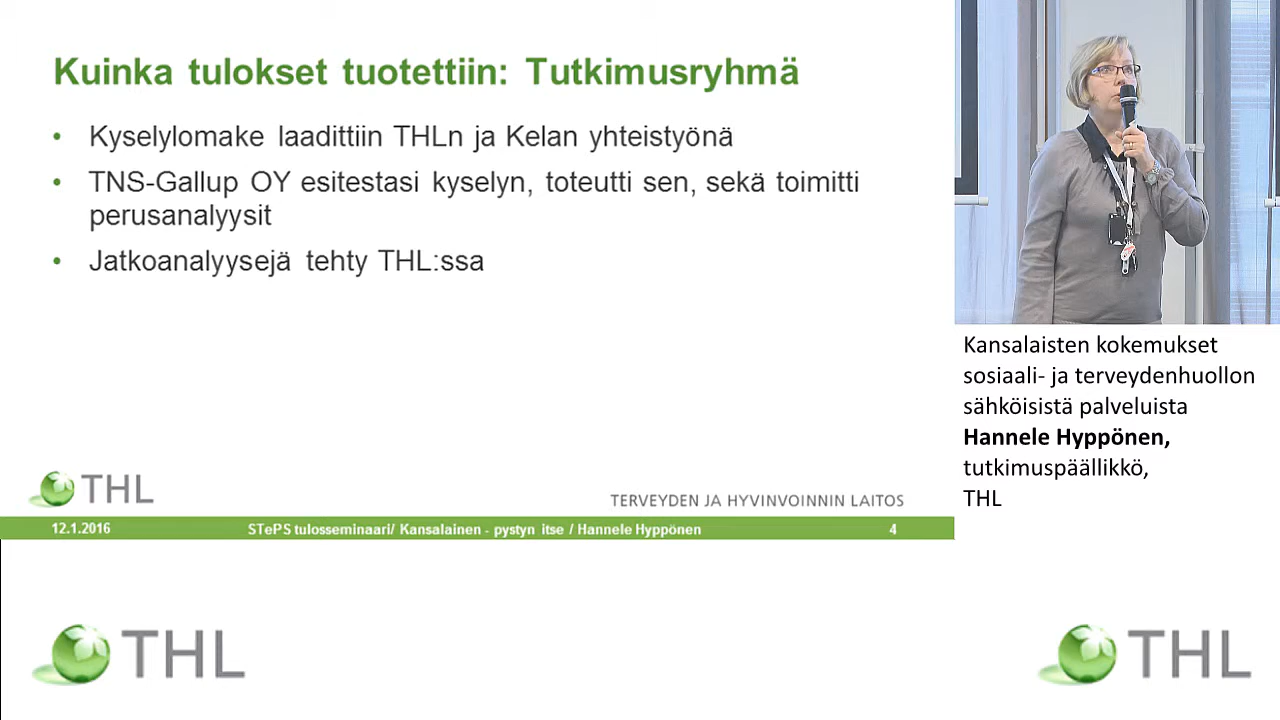 Kuinka tulokset tuotettiin: Tutkimusryhmä
• Kyselylomake laadittiin THLn ja Kelan yhteistyönä
• TNS-Gallup OY esitestasi kyselyn, toteutti sen, sekä toimitti
perusanalyysit
• Jatkoanalyysejä tehty THL:ssa
THL
TERVEYDEN JA HYVINVOINNIN LAITOS
12.1.2016 STePS tulosseminaari/ Kansalainen - pystyn itse / Hannele Hyppönen 4
Kansalaisten kokemukset
sosiaali- ja terveydenhuollon
sähköisistä palveluista
Hannele Hyppönen,
tutkimuspäällikkö,
THL
THL
THL